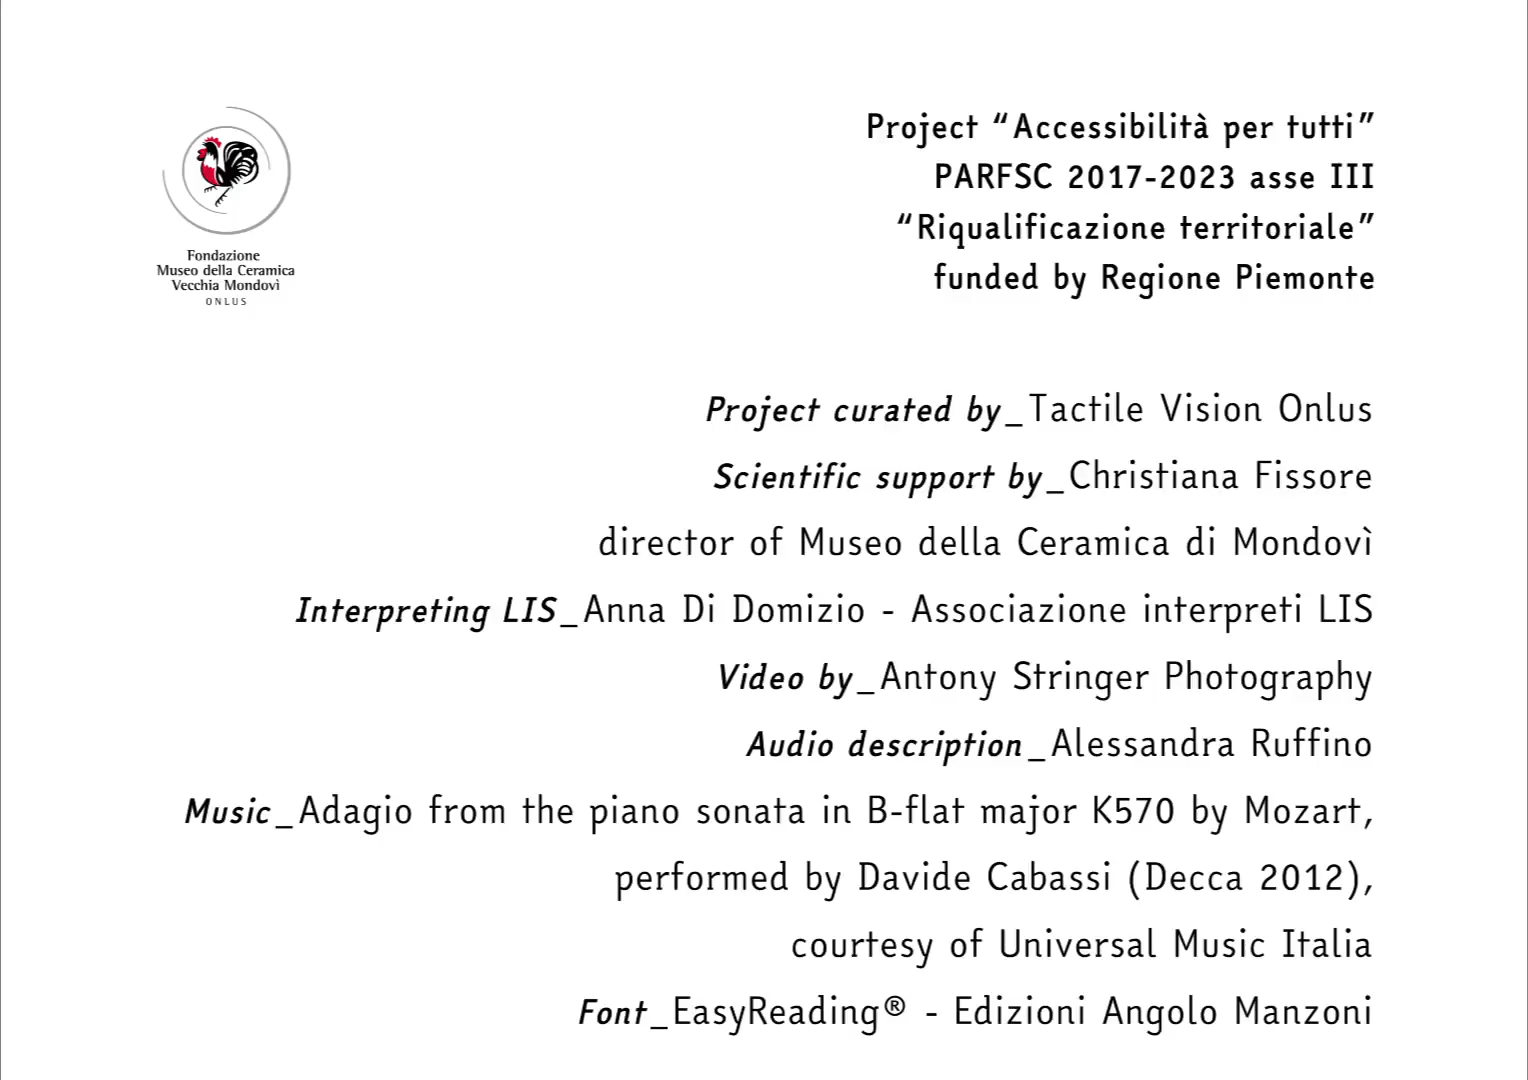 Fondazione
Museo della Ceramica
Vecchia Mondovì
ONLUS
Project “Accessibilità per tutti”
PARFSC 2017-2023 asse III
“Riqualificazione territoriale”
funded by Regione Piemonte
Project curated by_Tactile Vision Onlus
Scientific support by_Christiana Fissore
director of Museo della Ceramica di Mondovì
Interpreting LIS_Anna Di Domizio - Associazione interpreti LIS
Video by_Antony Stringer Photography
Audio description_Alessandra Ruffino
Music_Adagio from the piano sonata in B-flat major K570 by Mozart,
performed by Davide Cabassi (Decca 2012),
courtesy of Universal Music Italia
Font_EasyReading® - Edizioni Angolo Manzoni